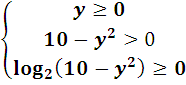 y ≥ 0
10 − y² > 0
log₂(10 − y²) ≥ 0